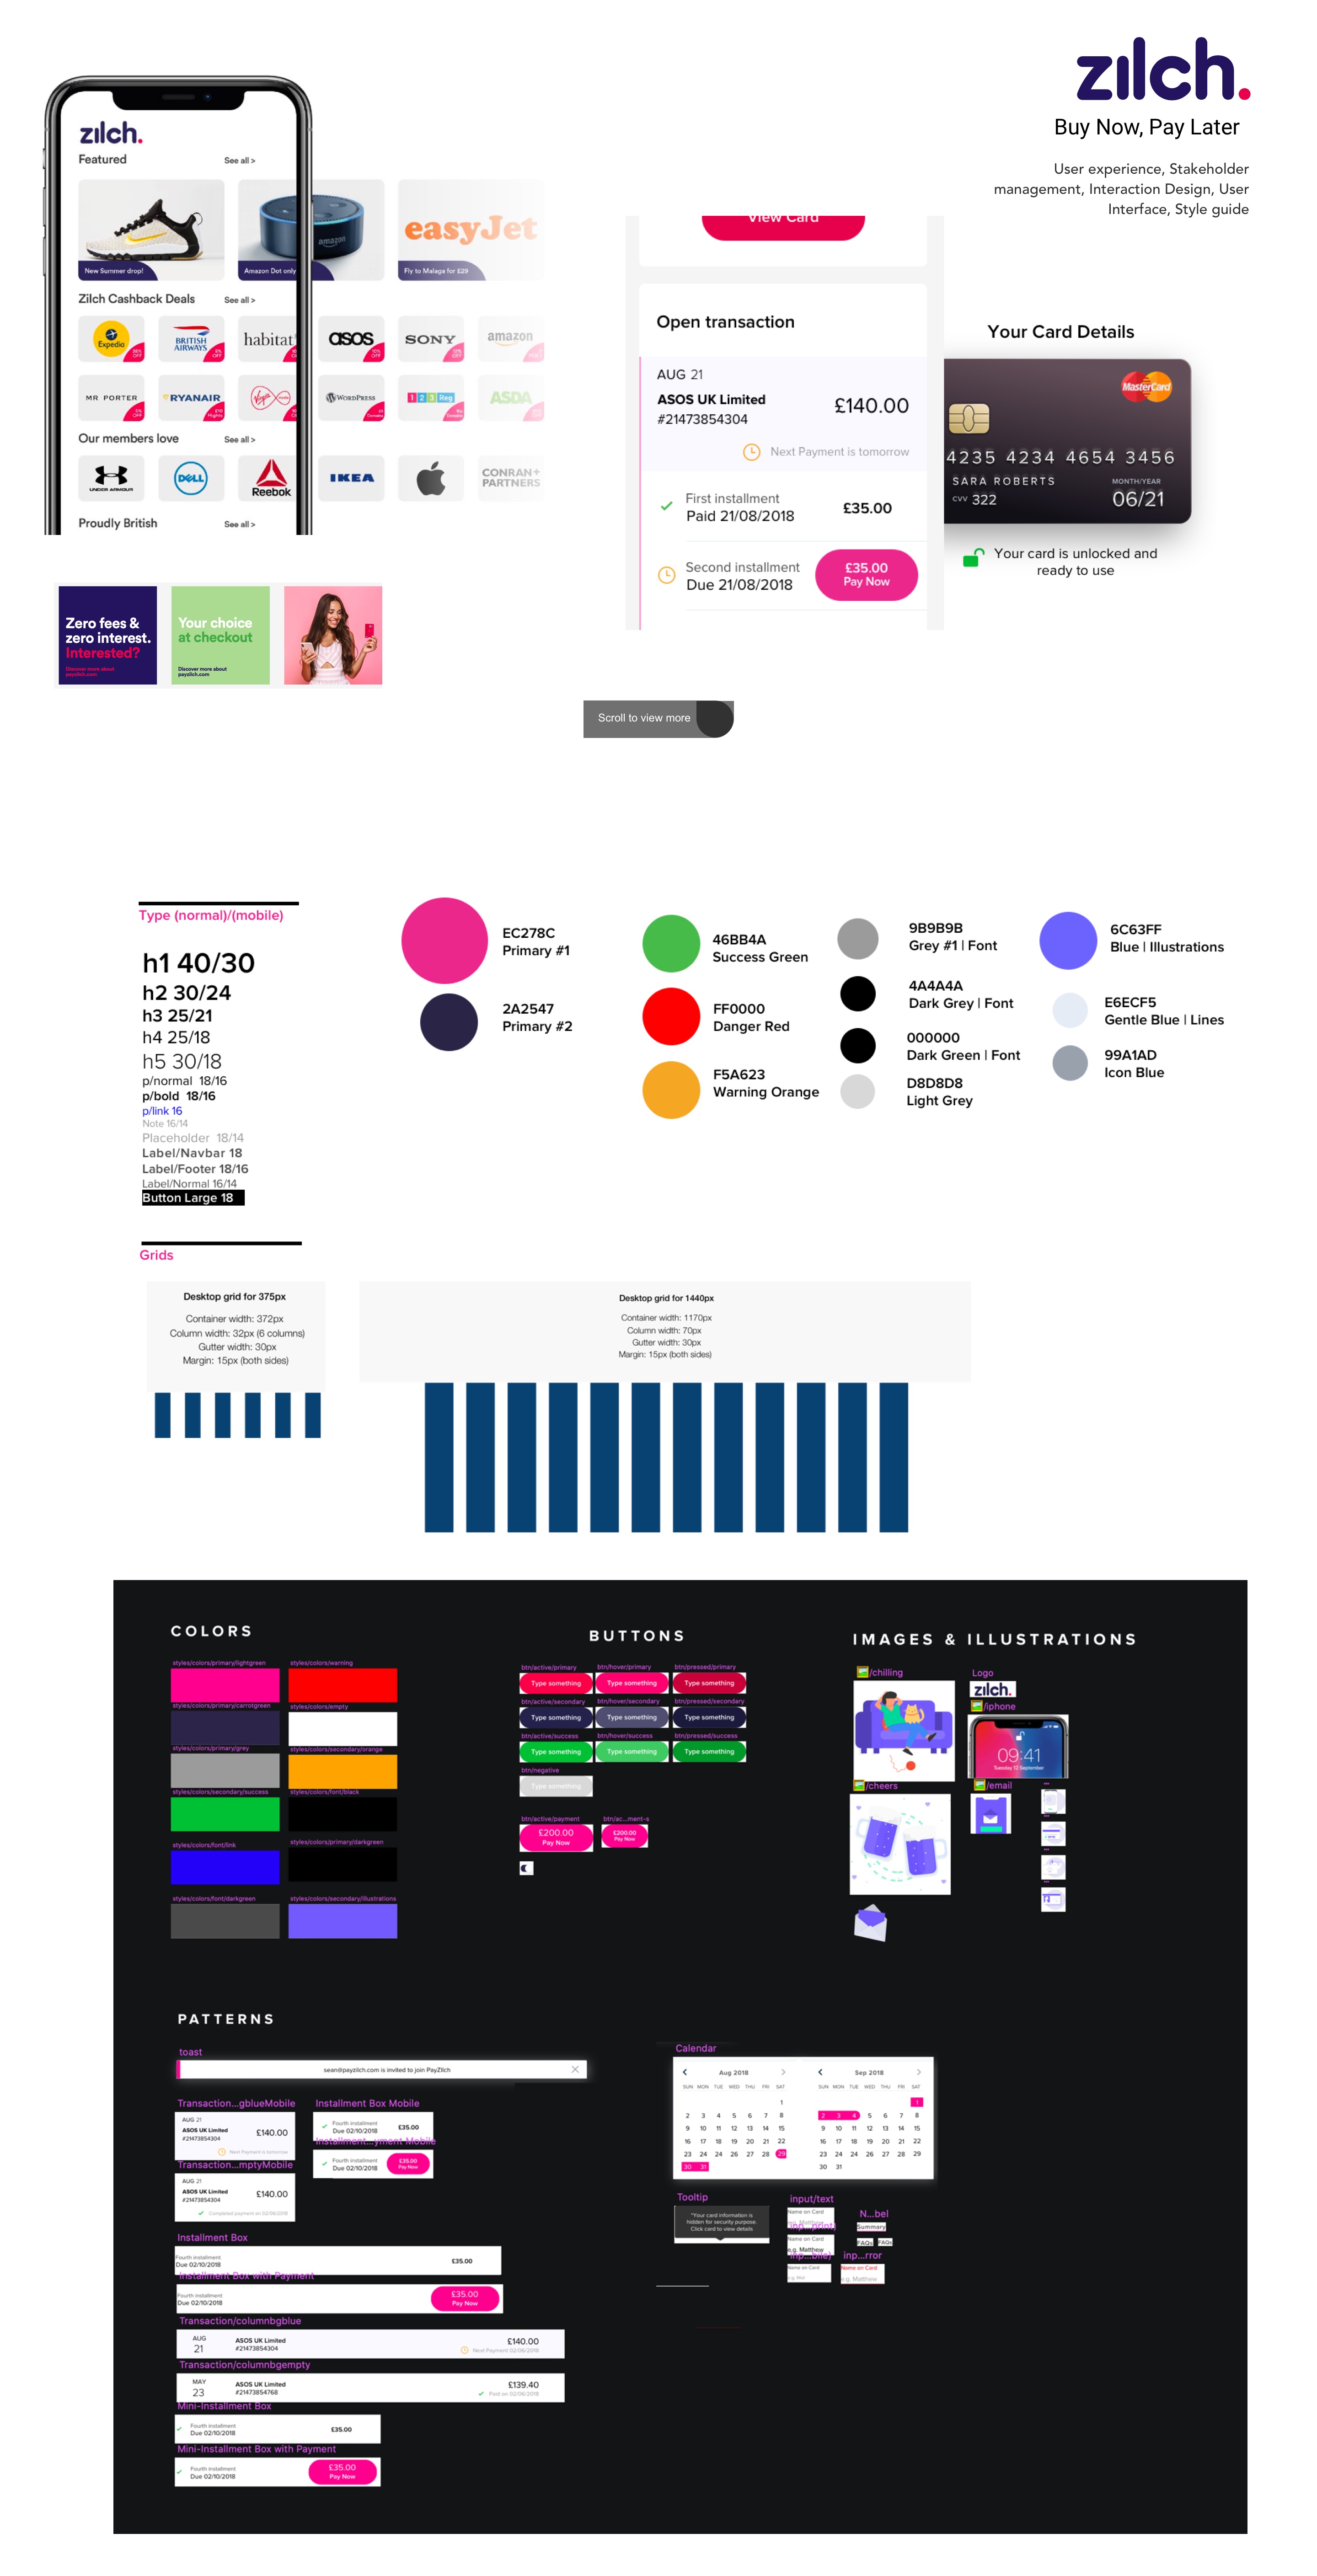 zilch.
Buy Now, Pay Later
User experience, Stakeholder
management, Interaction Design, User
Interface, Style guide
zilch.
Featured
See all >
New Summer drop!
amazon
Amazon Dot only
easyJet
Fly to Malaga for £29
Zilch Cashback Deals
See all >
Expedia
BRITISH
AIRWAYS
habitat
asos
SONY
amazon
MR PORTER
RYANAIR
Virgin
WORDPRESS
123 Reg
ASDA
Our members love
See all >
UNDER ARMOUR
DELL
Reebok
IKEA
CONRAN+
PARTNERS
Proudly British
See all >
View Card
Open transaction
AUG 21
ASOS UK Limited
#21473854304
£140.00
Next Payment is tomorrow
First installment
Paid 21/08/2018
£35.00
Second installment
Due 21/08/2018
£35.00
Pay Now
Your Card Details
MasterCard
4235 4234 4654 3456
SARA ROBERTS
CVV 322
MONTH/YEAR
06/21
Your card is unlocked and
ready to use
Zero fees &
zero interest.
Interested?
Discover more about
payzilch.com
Your choice
at checkout
Discover more about
payzilch.com
Scroll to view more
Type (normal)/(mobile)
h1 40/30
h2 30/24
h3 25/21
h4 25/18
h5 30/18
p/normal 18/16
p/bold 18/16
p/link 16
Note 16/14
Placeholder 18/14
Label/Navbar 18
Label/Footer 18/16
Label/Normal 16/14
Button Large 18
EC278C
Primary #1
2A2547
Primary #2
46BB4A
Success Green
FF0000
Danger Red
F5A623
Warning Orange
9B9B9B
Grey #1 | Font
4A4A4A
Dark Grey | Font
000000
Dark Green | Font
D8D8D8
Light Grey
6C63FF
Blue | Illustrations
E6ECF5
Gentle Blue | Lines
99A1AD
Icon Blue
Grids
Desktop grid for 375px
Container width: 372px
Column width: 32px (6 columns)
Gutter width: 30px
Margin: 15px (both sides)
Desktop grid for 1440px
Container width: 1170px
Column width: 70px
Gutter width: 30px
Margin: 15px (both sides)
COLORS
styles/colors/primary/lightgreen
styles/colors/warning
styles/colors/primary/carrotgreen
styles/colors/empty
styles/colors/primary/grey
styles/colors/secondary/orange
styles/colors/secondary/success
styles/colors/font/black
styles/colors/font/link
styles/colors/primary/darkgreen
styles/colors/font/darkgreen
styles/colors/secondary/illustrations
BUTTONS
btn/active/primary
btn/hover/primary
btn/pressed/primary
Type something
Type something
Type something
btn/active/secondary
btn/hover/secondary
btn/pressed/secondary
Type something
Type something
Type something
btn/active/success
btn/hover/success
btn/pressed/success
Type something
Type something
Type something
btn/negative
Type something
btn/active/payment
btn/ac...ment-s
£200.00
Pay Now
£200.00
Pay Now
IMAGES & ILLUSTRATIONS
/chilling
Logo
zilch.
/iphone
09:41
Tuesday 12 September
/cheers
/email
PATTERNS
toast
sean@payzilch.com is invited to join PayZilch
Transaction...gblueMobile
AUG 21
ASOS UK Limited
#21473854304
£140.00
Next Payment is tomorrow
Transaction...mptyMobile
AUG 21
ASOS UK Limited
#21473854304
£140.00
Completed payment on 02/06/2018
Installment Box Mobile
Fourth installment
Due 02/10/2018
£35.00
Installment...yment Mobile
Fourth installment
Due 02/10/2018
£35.00
Pay Now
Installment Box
Fourth installment
Due 02/10/2018
£35.00
Installment Box with Payment
Fourth installment
Due 02/10/2018
£35.00
Pay Now
Transaction/columnbgblue
AUG
21
ASOS UK Limited
#21473854304
£140.00
Next Payment 02/06/2018
Transaction/columnbgempty
MAY
23
ASOS UK Limited
#21473854768
£139.40
Paid on 02/06/2018
Mini-Installment Box
Fourth installment
Due 02/10/2018
£35.00
Mini-Installment Box with Payment
Fourth installment
Due 02/10/2018
£35.00
Pay Now
Calendar
Aug 2018
SUN MON TUE WED THU FRI SAT
1
2 3 4 5 6 7 8
9 10 11 12 13 14 15
16 17 18 19 20 21 22
23 24 24 26 27 28 29
30 31
Sep 2018
SUN MON TUE WED THU FRI SAT
1
2 3 4 5 6 7 8
9 10 11 12 13 14 15
16 17 18 19 20 21 22
23 24 24 26 27 28 29
30 31
Tooltip
"Your card information is
hidden for security purpose.
Click card to view details
input/text
Name on Card
e.g. Matthew
inp...print)
Name on Card
e.g. Matthew
inp...bile)
Name on Card
N...bel
Summary
FAQs
FAQs
inp...rror
Name on Card
e.g. Matthew